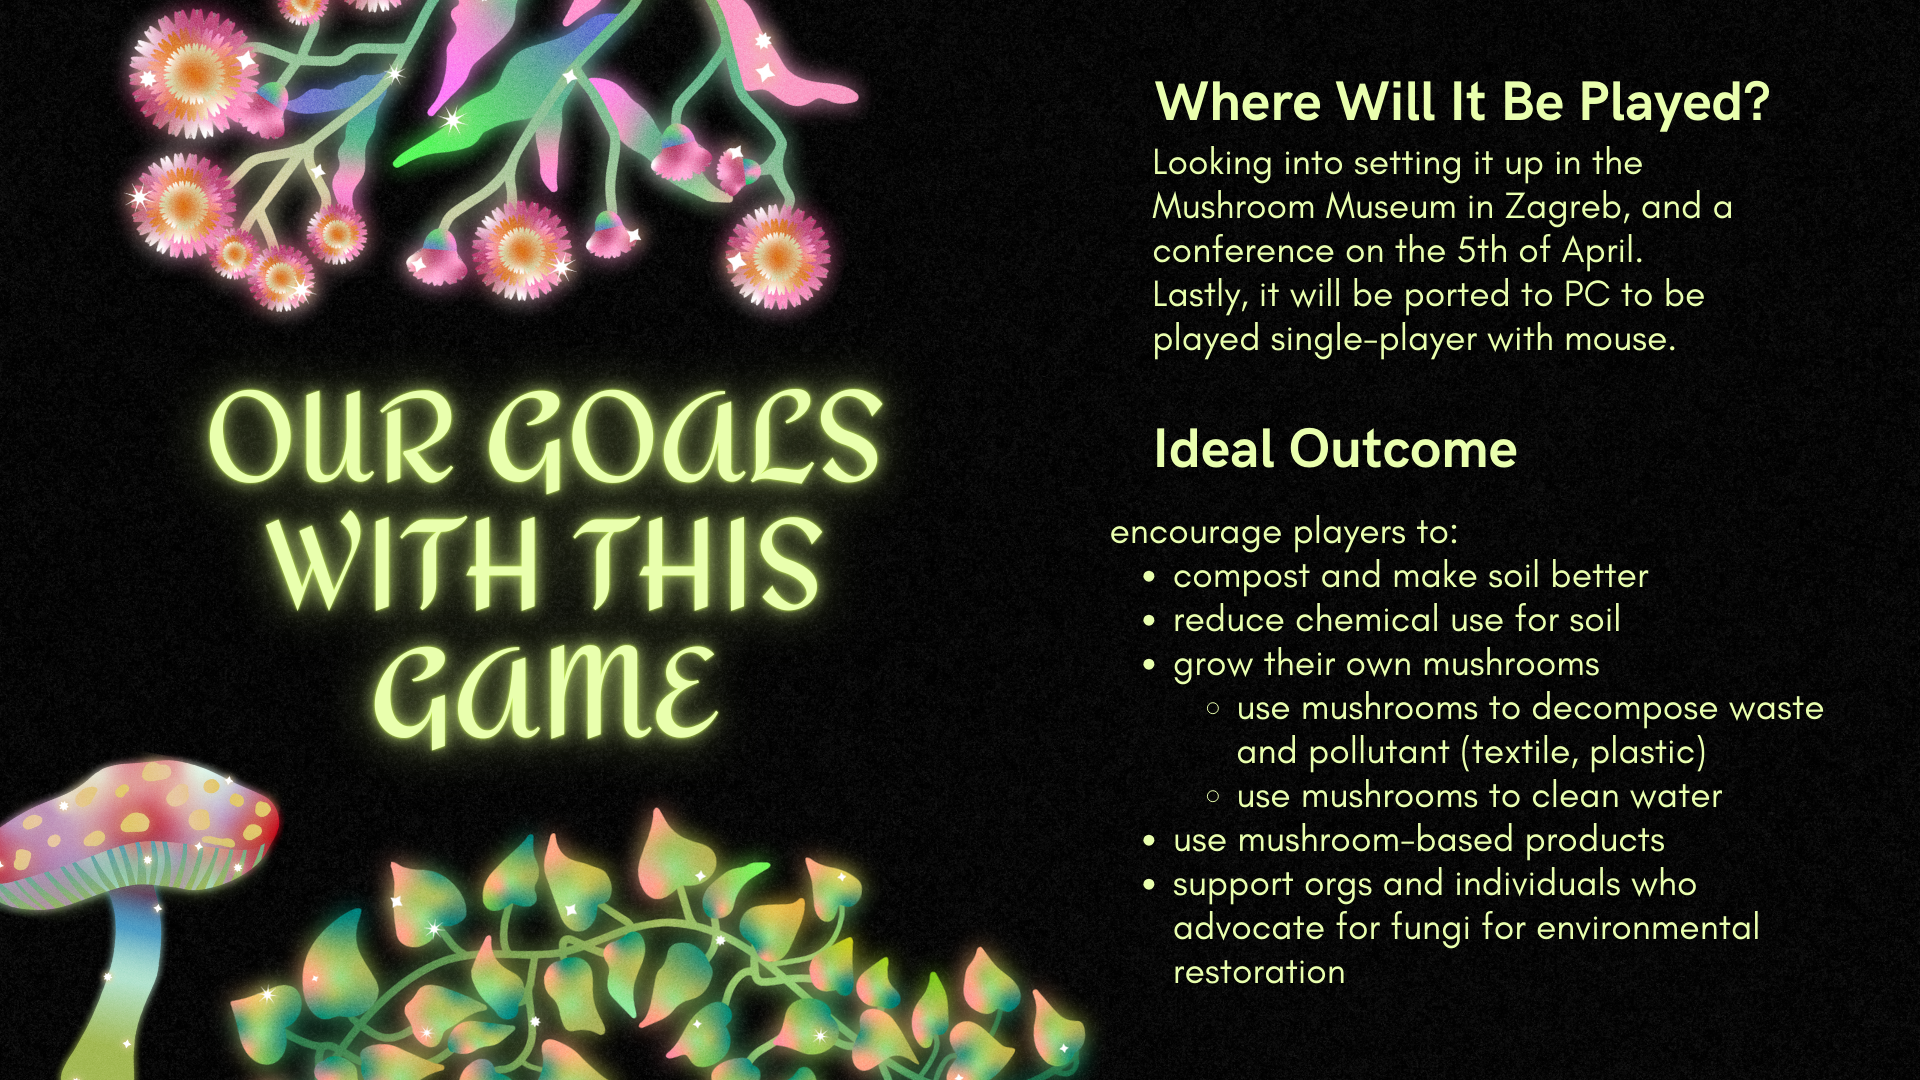 OUR GOALS
WITH THIS
GAME
Where Will It Be Played?
Looking into setting it up in the
Mushroom Museum in Zagreb, and a
conference on the 5th of April.
Lastly, it will be ported to PC to be
played single-player with mouse.
Ideal Outcome
encourage players to:
• compost and make soil better
• reduce chemical use for soil
• grow their own mushrooms
◦ use mushrooms to decompose waste
and pollutant (textile, plastic)
◦ use mushrooms to clean water
• use mushroom-based products
• support orgs and individuals who
advocate for fungi for environmental
restoration